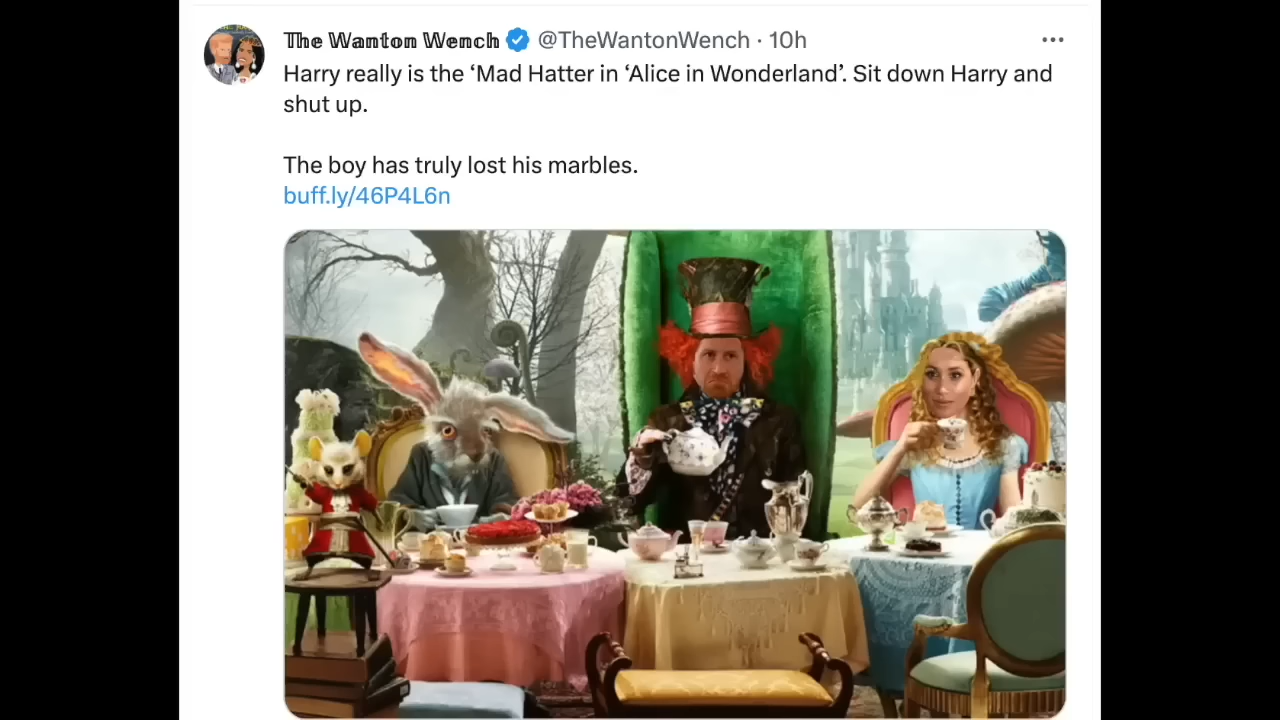 The Wanton Wench @TheWantonWench · 10h
Harry really is the ‘Mad Hatter in ‘Alice in Wonderland’. Sit down Harry and
shut up.
The boy has truly lost his marbles.
buff.ly/46P4L6n